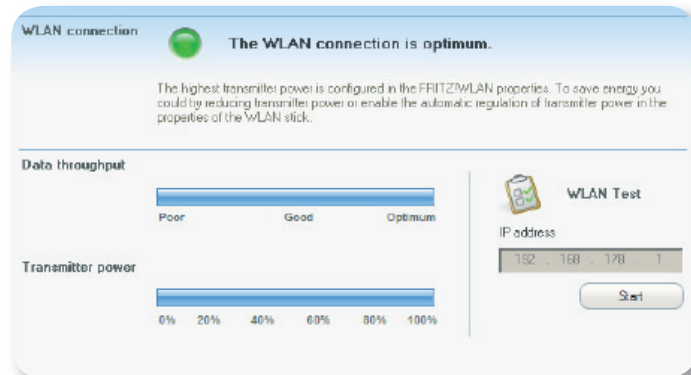 WLAN connection
The WLAN connection is optimum.
The highest transmitter power is configured in the FRITZ!WLAN properties. To save energy you
could try reducing transmitter power or enable the automatic regulation of transmitter power in the
properties of the WLAN stick.
Data throughput
Poor Good Optimum
WLAN Test
IP address
192 . 168 . 178 . 1
Start
Transmitter power
0% 20% 40% 60% 80% 100%